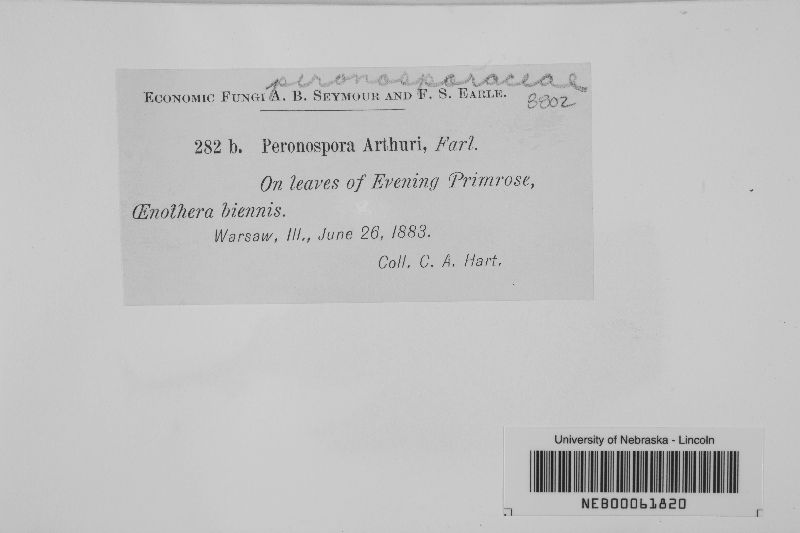 peronosporaceae
ECONOMIC FUNGI A. B. SEYMOUR AND F. S. EARLE.
8802
282 b. Peronospora Arthuri, Farl.
On leaves of Evening Primrose,
Œnothera biennis.
Warsaw, Ill., June 26, 1883.
Coll. C. A. Hart.
University of Nebraska - Lincoln
NEB00061820